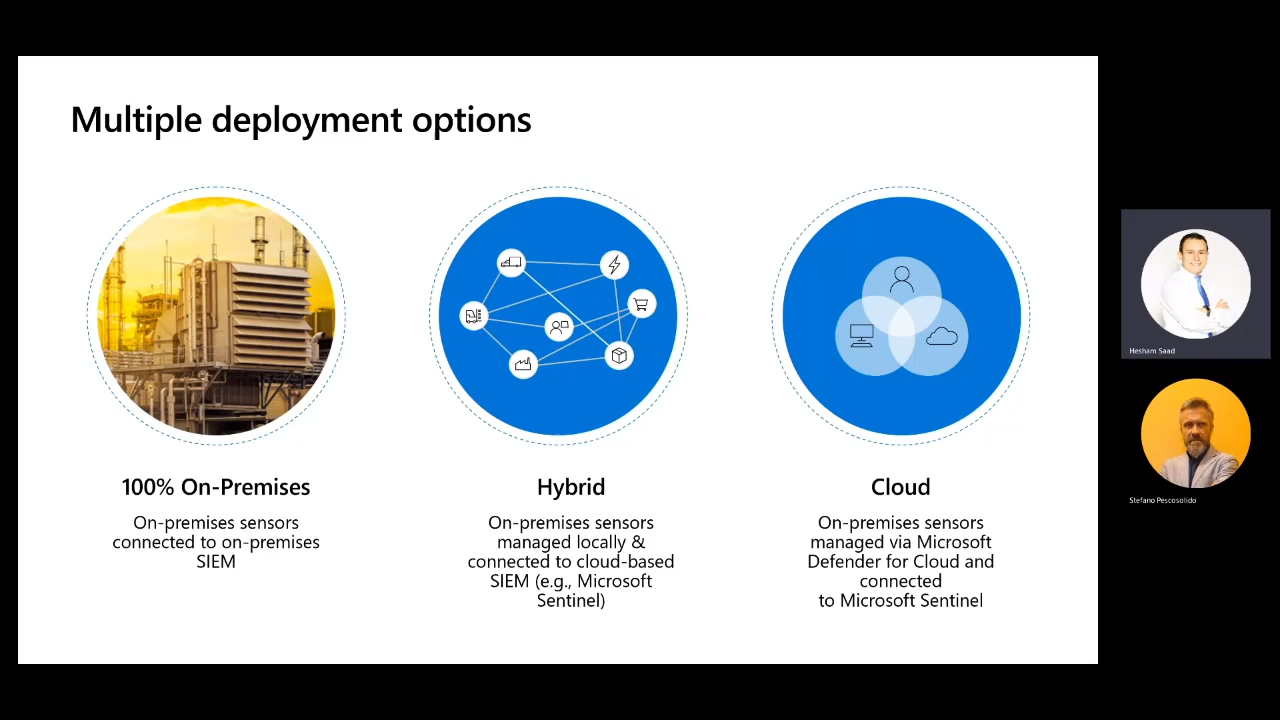 Multiple deployment options
100% On-Premises
On-premises sensors
connected to on-premises
SIEM
Hybrid
On-premises sensors
managed locally &
connected to cloud-based
SIEM (e.g., Microsoft
Sentinel)
Cloud
On-premises sensors
managed via Microsoft
Defender for Cloud and
connected
to Microsoft Sentinel
Hesham Saad
Stefano Pescosolido